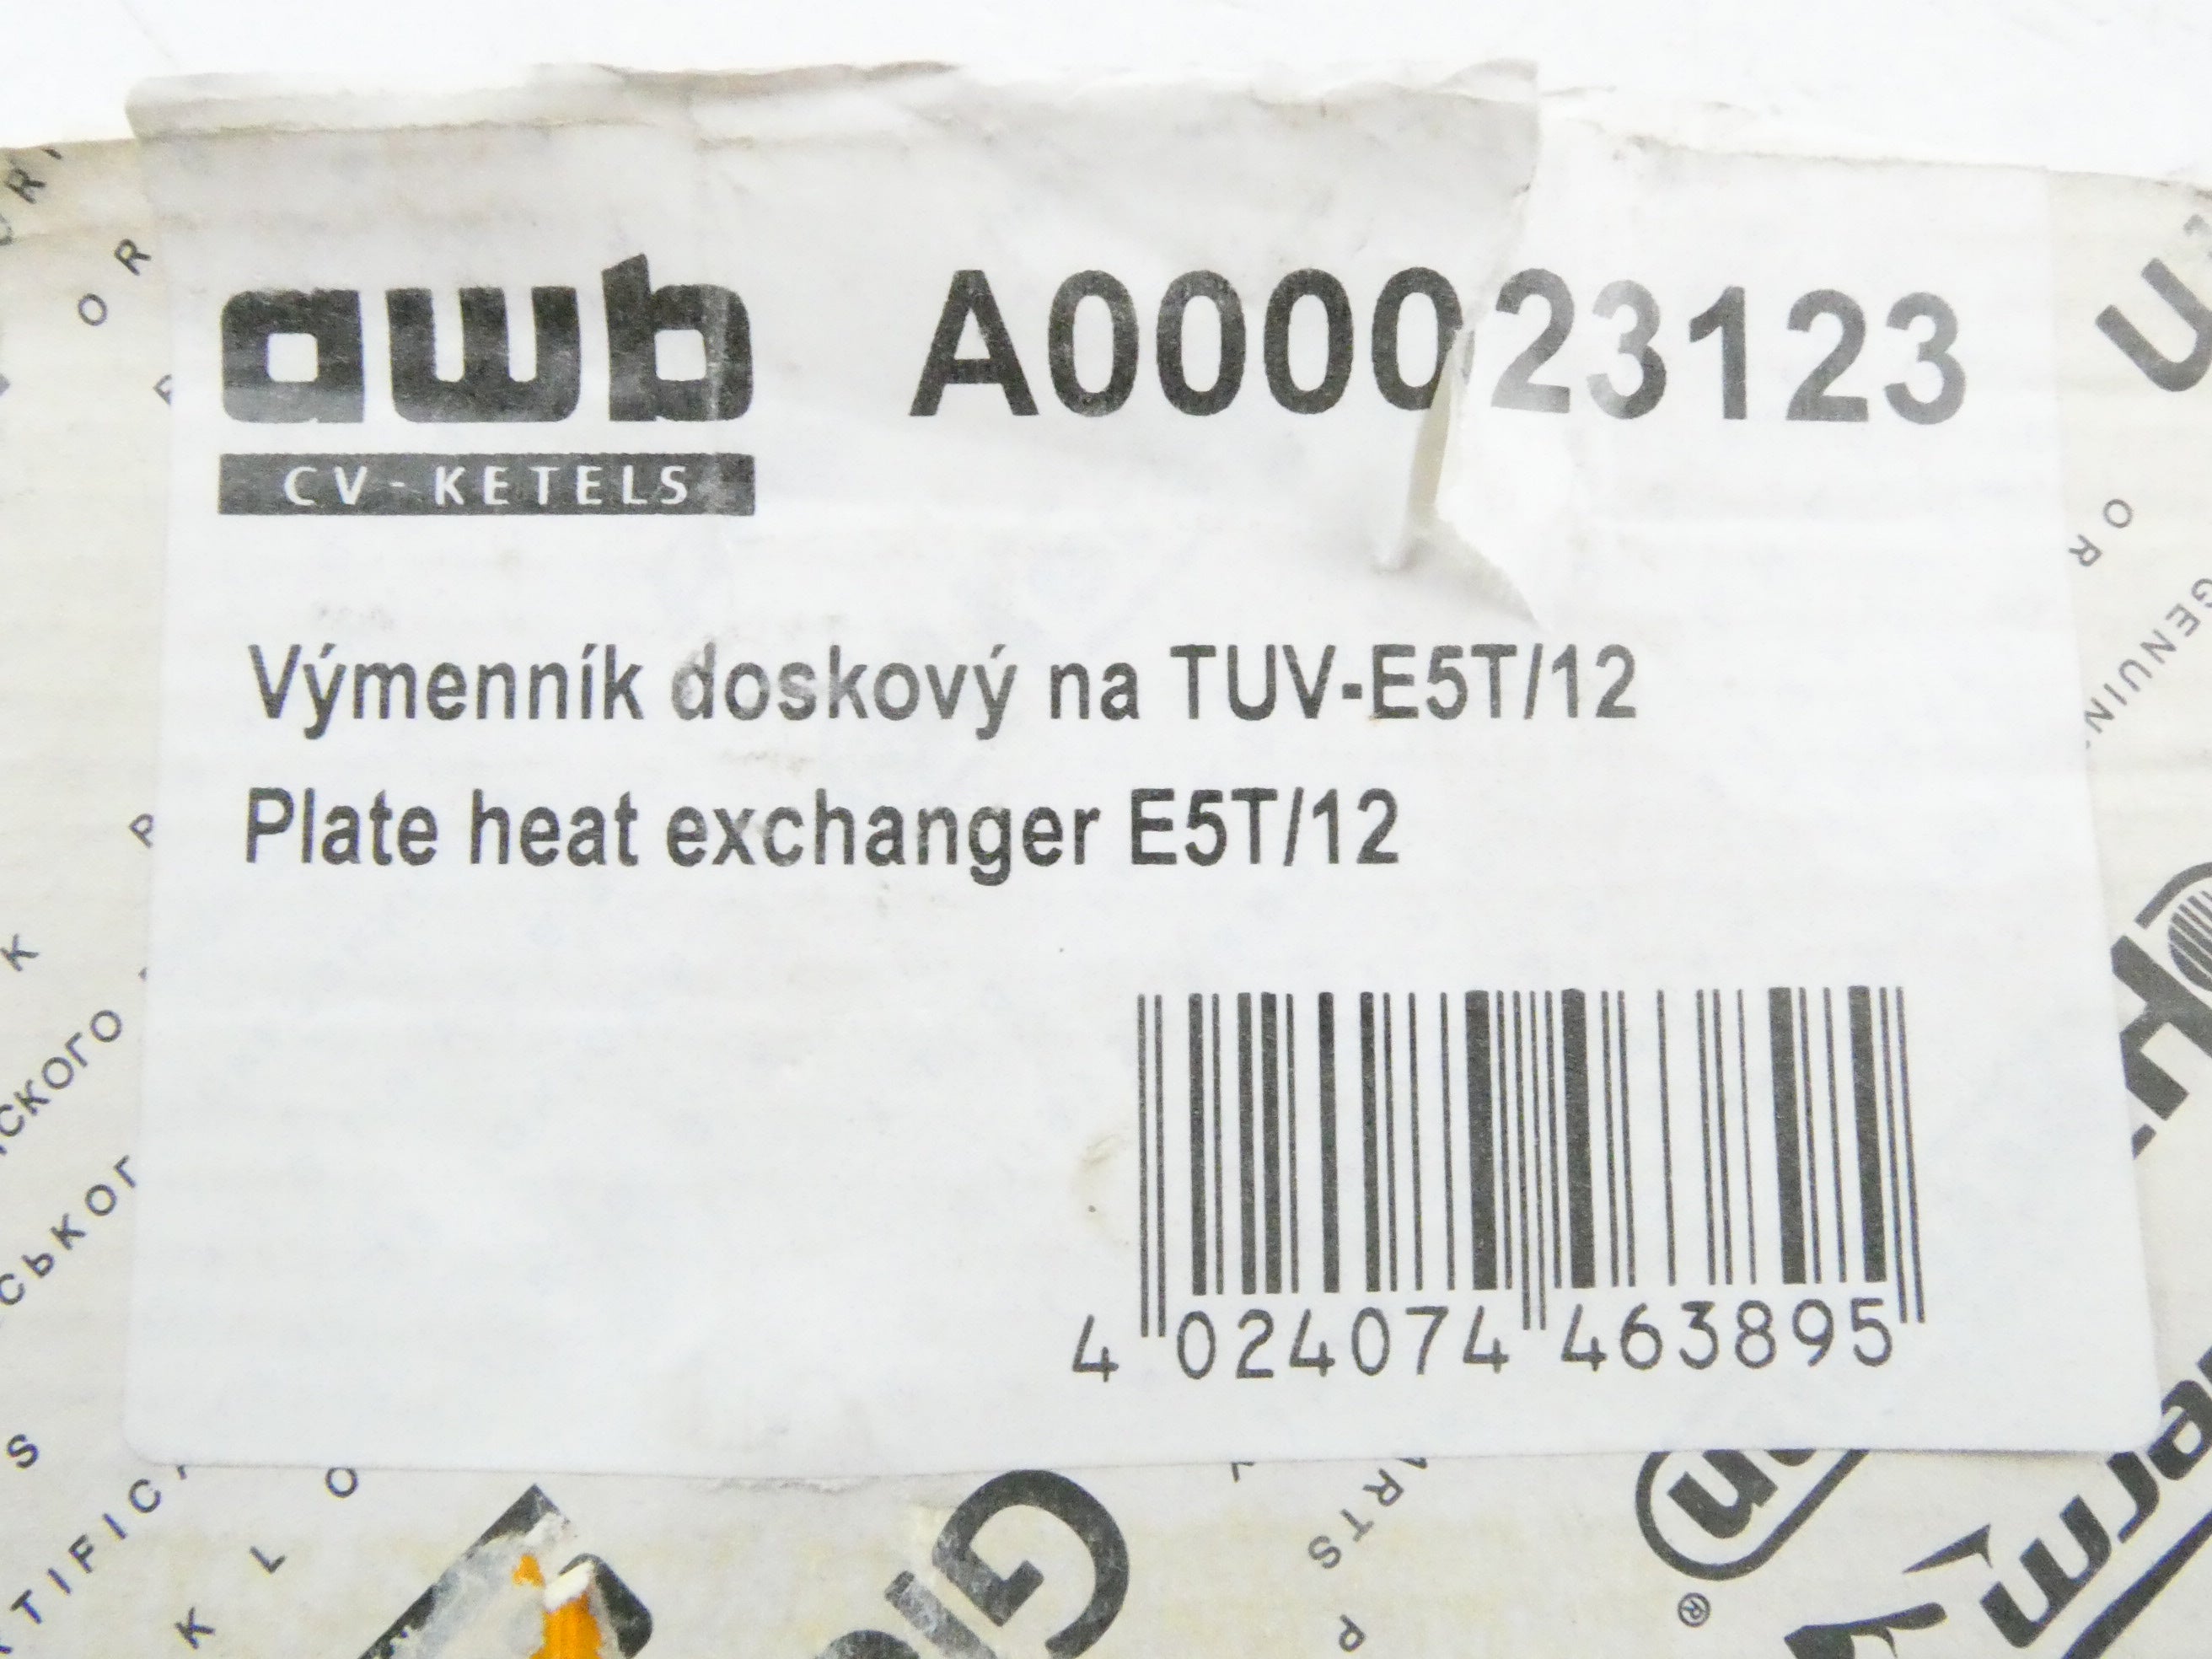 awb A000023123
CV-KETELS
Výmenník doskový na TUV-E5T/12
Plate heat exchanger E5T/12
4 024074 463895